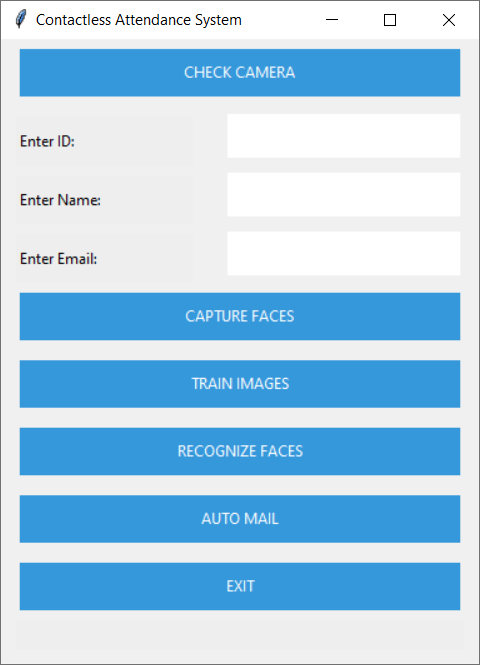 Contactless Attendance System
CHECK CAMERA
Enter ID:
Enter Name:
Enter Email:
CAPTURE FACES
TRAIN IMAGES
RECOGNIZE FACES
AUTO MAIL
EXIT